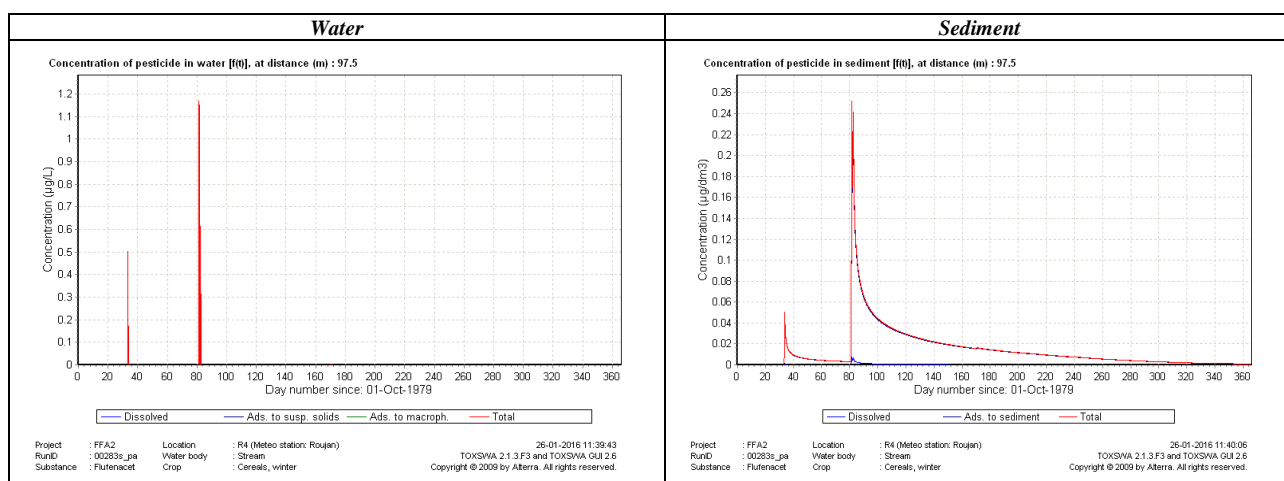 Water
Sediment
Concentration of pesticide in water [f(t)], at distance (m) : 97.5
Concentration (µg/L)
1.2
1.1
1
0.9
0.8
0.7
0.6
0.5
0.4
0.3
0.2
0.1
0
0 20 40 60 80 100 120 140 160 180 200 220 240 260 280 300 320 340 360
Day number since: 01-Oct-1979
Dissolved Ads. to susp. solids Ads. to macroph. Total
Project : FFA2 Location : R4 (Meteo station: Roujan) 26-01-2016 11:39:43
RunID : 00283s_pa Water body : Stream TOXSWA 2.1.3.F3 and TOXSWA GUI 2.6
Substance : Flufenacet Crop : Cereals, winter Copyright © 2009 by Alterra. All rights reserved.
Concentration of pesticide in sediment [f(t)], at distance (m) : 97.5
Concentration (µg/dm3)
0.26
0.24
0.22
0.2
0.18
0.16
0.14
0.12
0.1
0.08
0.06
0.04
0.02
0
0 20 40 60 80 100 120 140 160 180 200 220 240 260 280 300 320 340 360
Day number since: 01-Oct-1979
Dissolved Ads. to sediment Total
Project : FFA2 Location : R4 (Meteo station: Roujan) 26-01-2016 11:40:06
RunID : 00283s_pa Water body : Stream TOXSWA 2.1.3.F3 and TOXSWA GUI 2.6
Substance : Flufenacet Crop : Cereals, winter Copyright © 2009 by Alterra. All rights reserved.